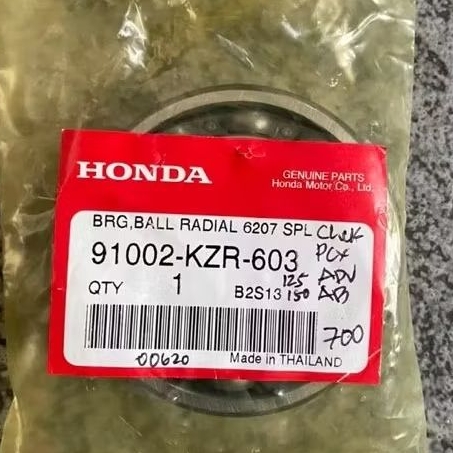 HONDA
GENUINE PARTS
Honda Motor Co., Ltd.
BRG,BALL RADIAL 6207 SPL Click
91002-KZR-603 PCX
125 ADV
QTY 1 B2S13 150 AB
700
00620 Made in THAILAND